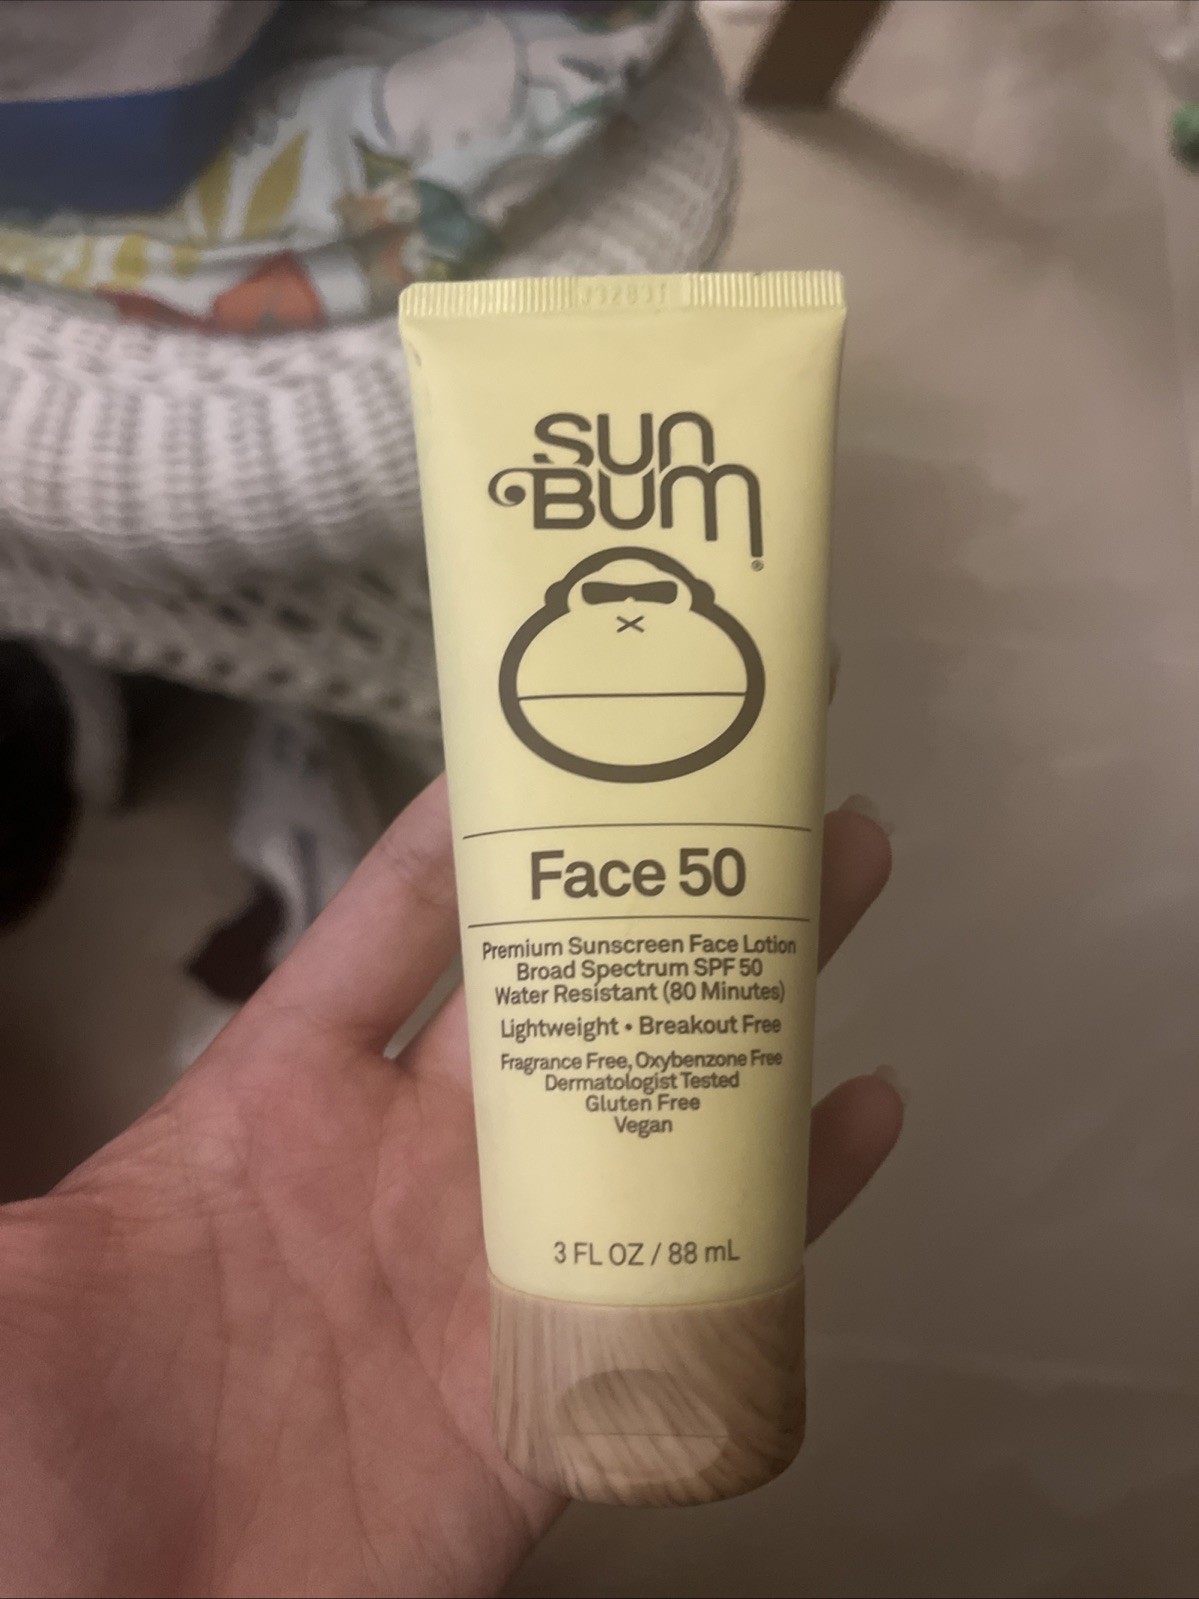 sun
Bum®
Face 50
Premium Sunscreen Face Lotion
Broad Spectrum SPF 50
Water Resistant (80 Minutes)
Lightweight • Breakout Free
Fragrance Free, Oxybenzone Free
Dermatologist Tested
Gluten Free
Vegan
3 FL OZ / 88 mL